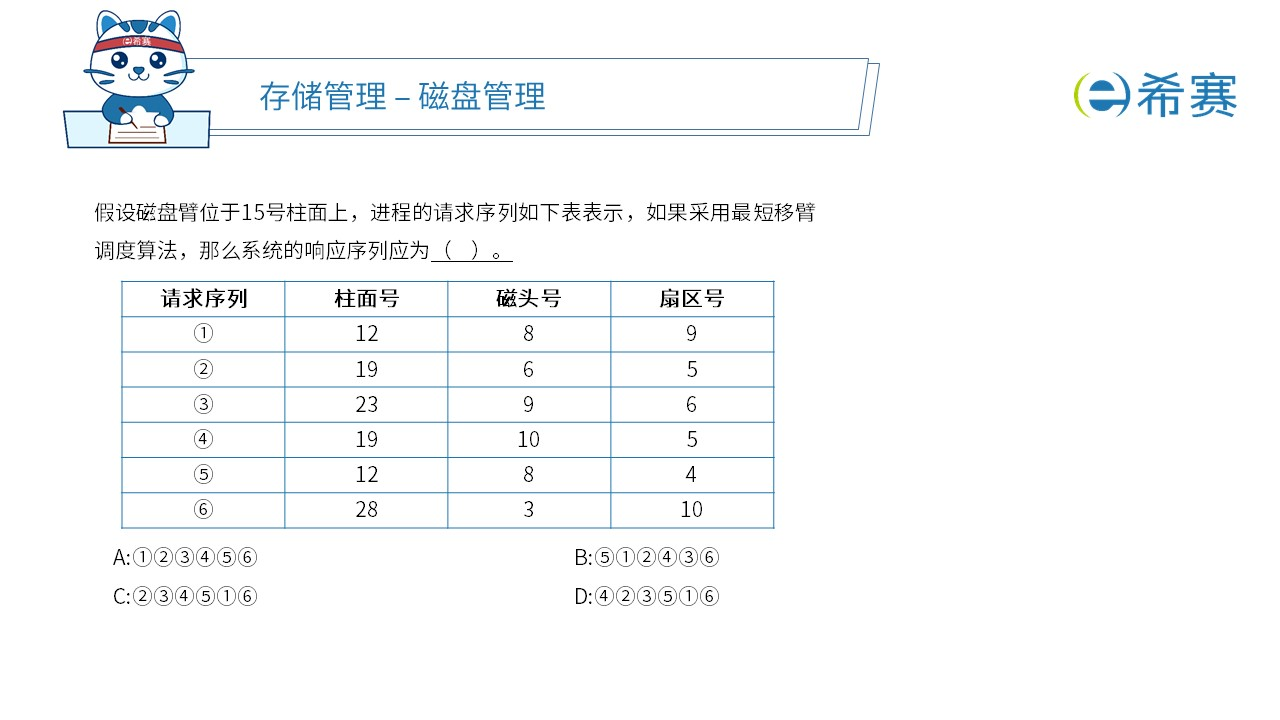 希赛
存储管理 – 磁盘管理
希赛
假设磁盘臂位于15号柱面上，进程的请求序列如下表表示，如果采用最短移臂
调度算法，那么系统的响应序列应为（ ）。
请求序列 柱面号 磁头号 扇区号
① 12 8 9
② 19 6 5
③ 23 9 6
④ 19 10 5
⑤ 12 8 4
⑥ 28 3 10
A:①②③④⑤⑥ B:⑤①②④③⑥
C:②③④⑤①⑥ D:④②③⑤①⑥